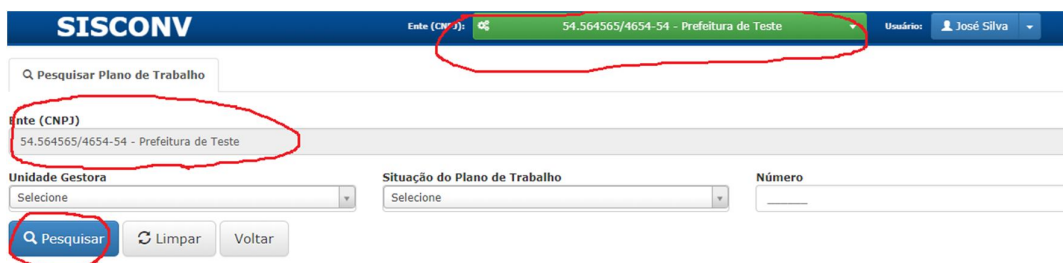 SISCONV Ente (CNPJ): 54.564565/4654-54 - Prefeitura de Teste Usuário: José Silva
Pesquisar Plano de Trabalho
Ente (CNPJ)
54.564565/4654-54 - Prefeitura de Teste
Unidade Gestora Situação do Plano de Trabalho Número
Selecione Selecione ______
Pesquisar Limpar Voltar